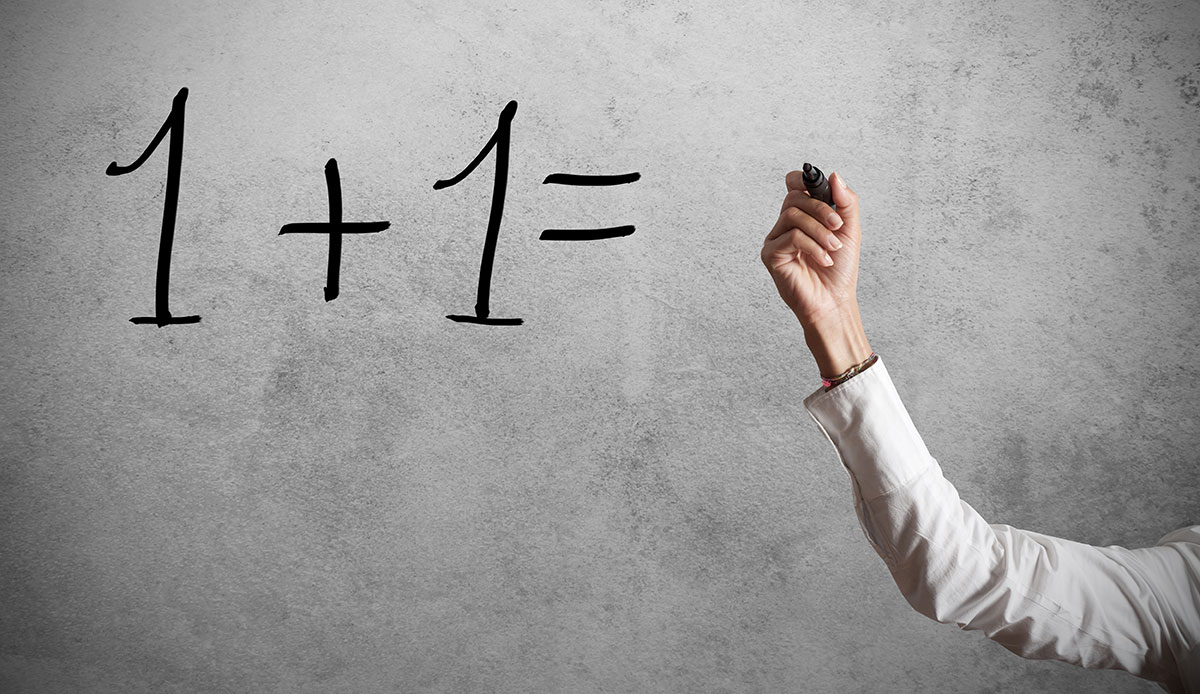 1 + 1 =